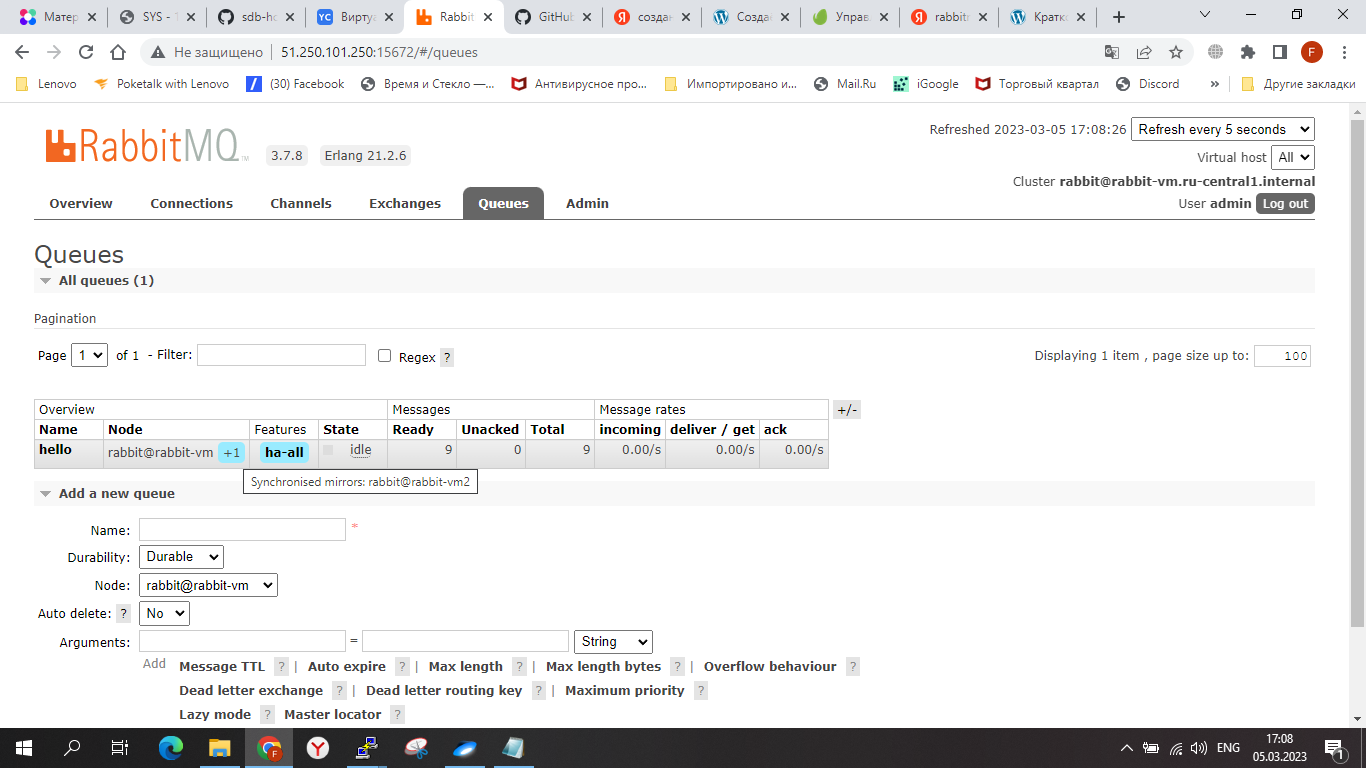 Матер
SYS - 1
sdb-ho
Виртуа
Rabbit
GitHub
создан
Создан
Управ
rabbitm
Кратко
Не защищено 51.250.101.250:15672/#/queues
F
Lenovo Poketalk with Lenovo (30) Facebook Время и Стекло —... Антивирусное про... Импортировано и... Mail.Ru iGoogle Торговый квартал Discord » Другие закладки
RabbitMQ TM 3.7.8 Erlang 21.2.6
Refreshed 2023-03-05 17:08:26 Refresh every 5 seconds
Virtual host All
Cluster rabbit@rabbit-vm.ru-central1.internal
User admin Log out
Overview Connections Channels Exchanges Queues Admin
Queues
All queues (1)
Pagination
Page 1 of 1 - Filter: Regex ? Displaying 1 item , page size up to: 100
Overview Messages Message rates +/-
Name Node Features State Ready Unacked Total incoming deliver / get ack
hello rabbit@rabbit-vm +1 ha-all idle 9 0 9 0.00/s 0.00/s 0.00/s
Synchronised mirrors: rabbit@rabbit-vm2
Add a new queue
Name: *
Durability: Durable
Node: rabbit@rabbit-vm
Auto delete: ? No
Arguments: = String
Add Message TTL ? | Auto expire ? | Max length ? | Max length bytes ? | Overflow behaviour ?
Dead letter exchange ? | Dead letter routing key ? | Maximum priority ?
Lazy mode ? Master locator ?
ENG 17:08
05.03.2023
1